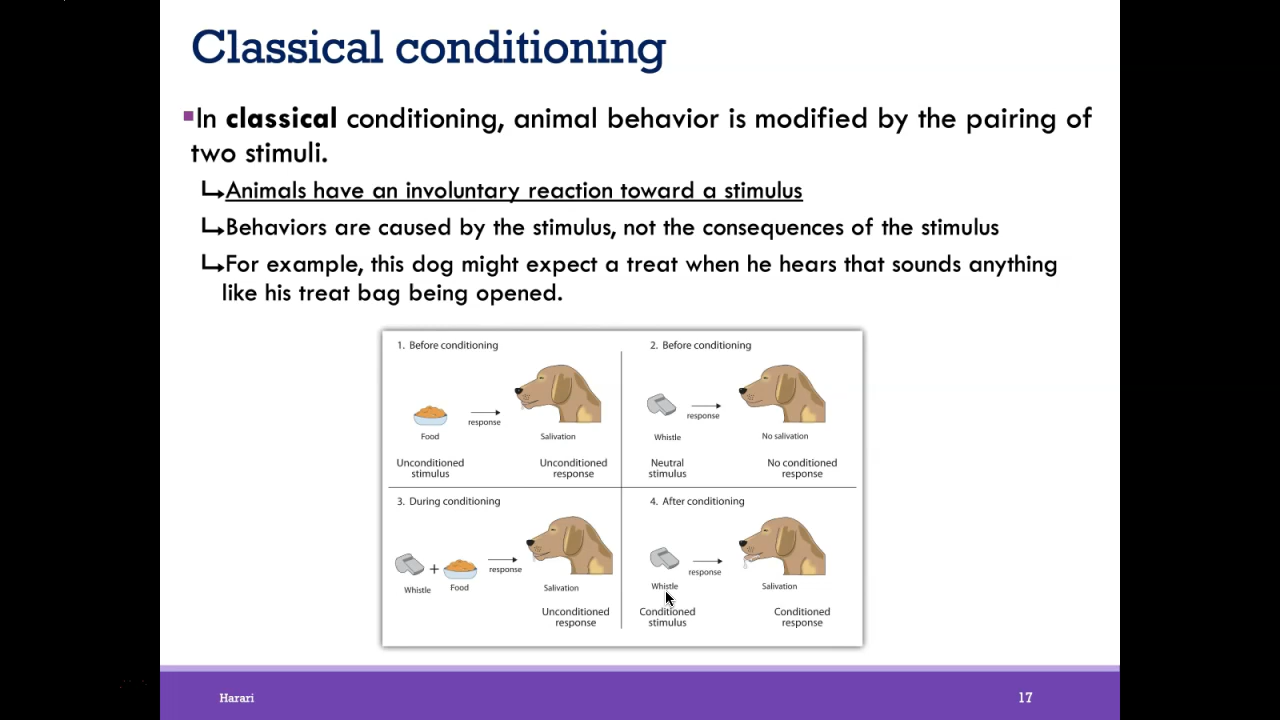 Classical conditioning
▪In classical conditioning, animal behavior is modified by the pairing of
two stimuli.
↳Animals have an involuntary reaction toward a stimulus
↳Behaviors are caused by the stimulus, not the consequences of the stimulus
↳For example, this dog might expect a treat when he hears that sounds anything
like his treat bag being opened.
1. Before conditioning
response
Food
Salivation
Unconditioned
stimulus
Unconditioned
response
2. Before conditioning
response
Whistle
No salivation
Neutral
stimulus
No conditioned
response
3. During conditioning
+
response
Whistle
Food
Salivation
Unconditioned
response
4. After conditioning
response
Whistle
Salivation
Conditioned
stimulus
Conditioned
response
Harari
17